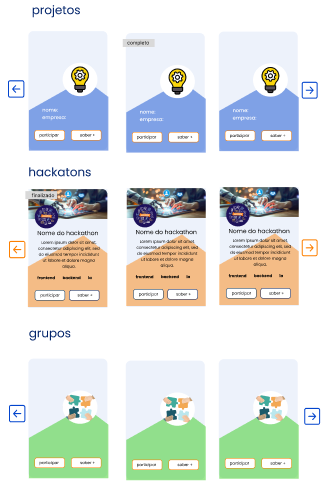 projetos
completo
nome:
empresa:
nome:
empresa:
nome:
empresa:
participar saber +
participar saber +
participar saber +
hackatons
finalizado
Nome do hackathon
Lorem ipsum dolor sit amet,
consectetur adipiscing elit, sed
do eiusmod tempor incididunt
ut labore et dolore magna
aliqua.
frontend backend ia
participar saber +
Nome do hackathon
Lorem ipsum dolor sit amet,
consectetur adipiscing elit, sed
do eiusmod tempor incididunt
ut labore et dolore magna
aliqua.
frontend backend ia
participar saber +
Nome do hackathon
Lorem ipsum dolor sit amet,
consectetur adipiscing elit, sed
do eiusmod tempor incididunt
ut labore et dolore magna
aliqua.
frontend backend ia
participar saber +
grupos
participar saber +
participar saber +
participar saber +